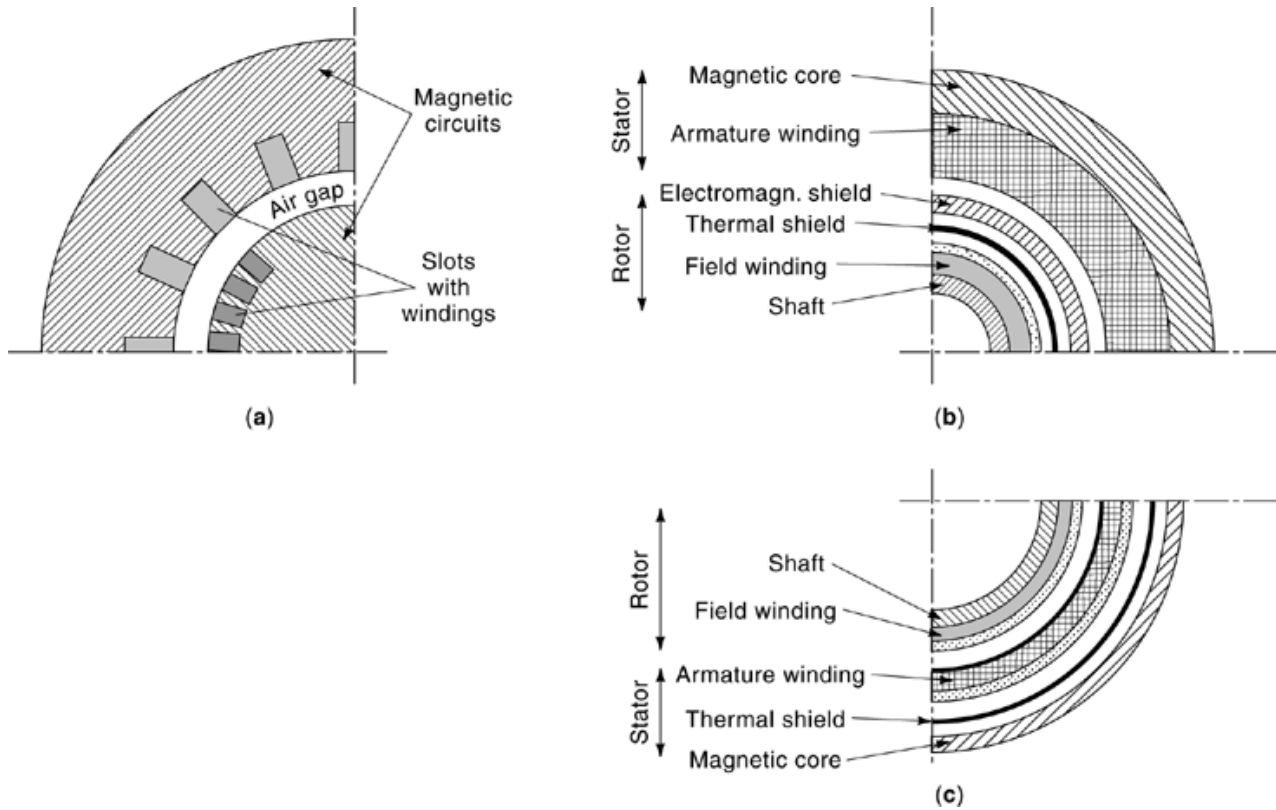 Magnetic
circuits
Air gap
Slots
with
windings
(a)
Stator
Rotor
Magnetic core
Armature winding
Electromagn. shield
Thermal shield
Field winding
Shaft
(b)
Rotor
Stator
Shaft
Field winding
Armature winding
Thermal shield
Magnetic core
(c)